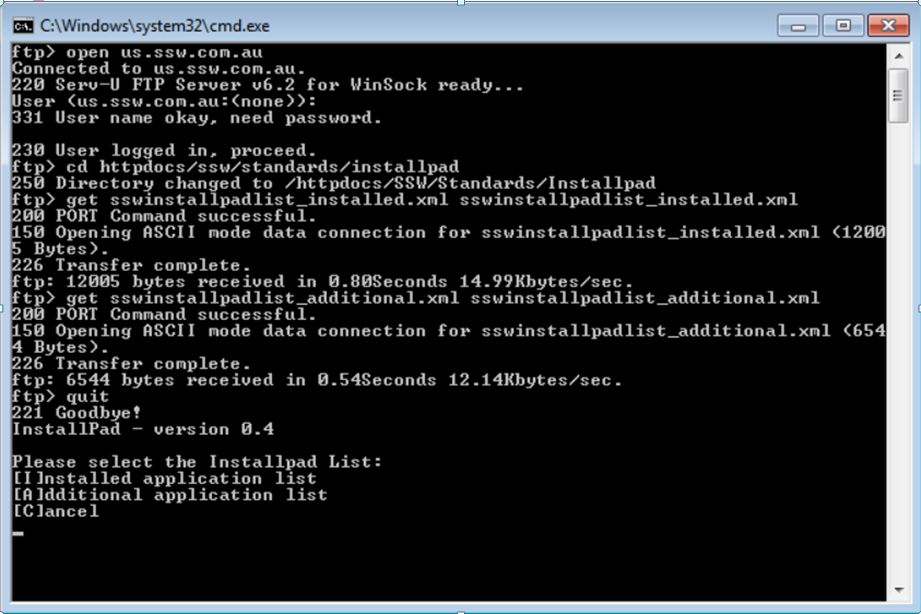 C:\Windows\system32\cmd.exe
ftp> open us.ssw.com.au
Connected to us.ssw.com.au.
220 Serv-U FTP Server v6.2 for WinSock ready...
User (us.ssw.com.au:(none)):
331 User name okay, need password.
230 User logged in, proceed.
ftp> cd httpdocs/ssw/standards/installpad
250 Directory changed to /httpdocs/SSW/Standards/Installpad
ftp> get sswinstallpadlist_installed.xml sswinstallpadlist_installed.xml
200 PORT Command successful.
150 Opening ASCII mode data connection for sswinstallpadlist_installed.xml (1200
5 Bytes).
226 Transfer complete.
ftp: 12005 bytes received in 0.80Seconds 14.99Kbytes/sec.
ftp> get sswinstallpadlist_additional.xml sswinstallpadlist_additional.xml
200 PORT Command successful.
150 Opening ASCII mode data connection for sswinstallpadlist_additional.xml (654
4 Bytes).
226 Transfer complete.
ftp: 6544 bytes received in 0.54Seconds 12.14Kbytes/sec.
ftp> quit
221 Goodbye!
InstallPad - version 0.4
Please select the Installpad List:
[I]nstalled application list
[A]dditional application list
[C]ancel